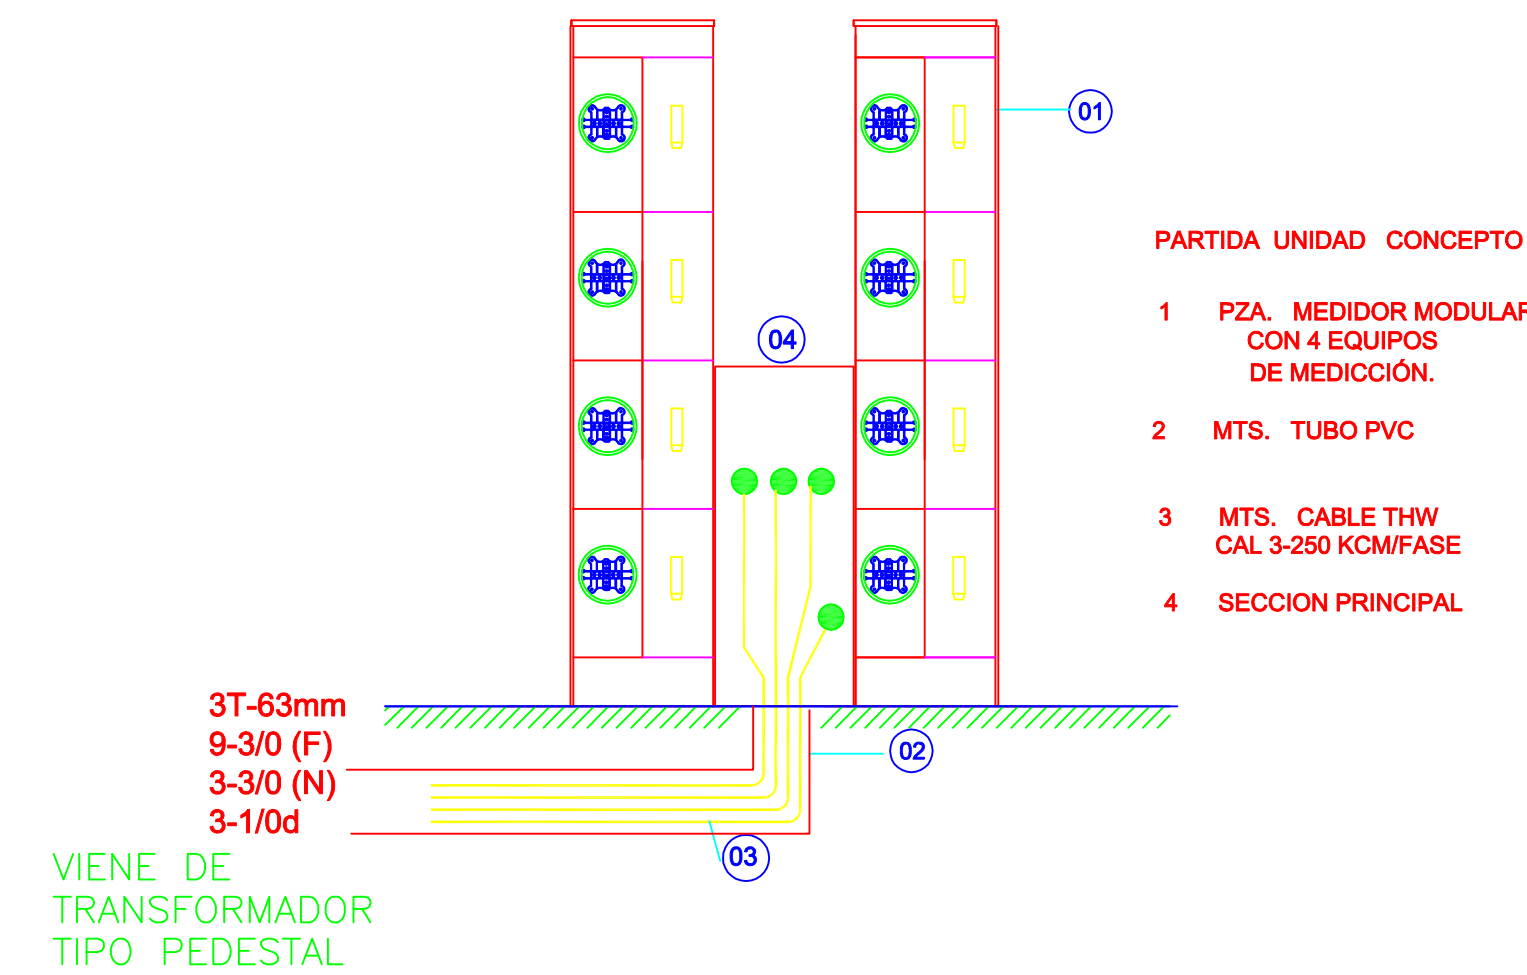 01
PARTIDA UNIDAD CONCEPTO
1 PZA. MEDIDOR MODULAR
CON 4 EQUIPOS
DE MEDICCIÓN.
04
2 MTS. TUBO PVC
3 MTS. CABLE THW
CAL 3-250 KCM/FASE
4 SECCION PRINCIPAL
3T-63mm
9-3/0 (F)
3-3/0 (N)
3-1/0d
02
03
VIENE DE
TRANSFORMADOR
TIPO PEDESTAL